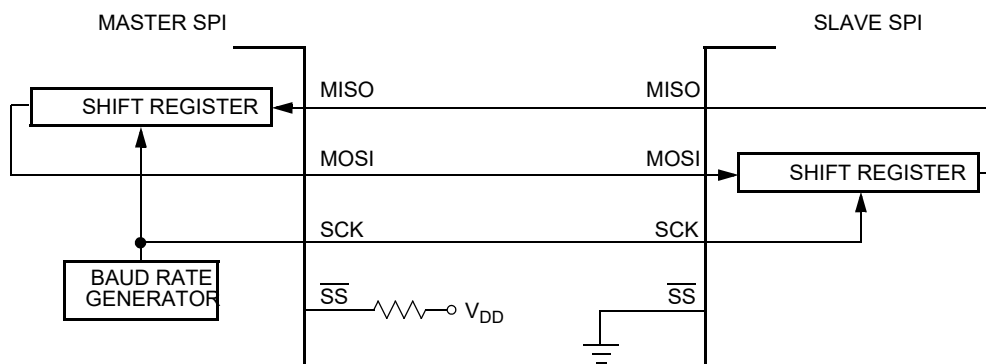 MASTER SPI
SLAVE SPI
SHIFT REGISTER
MISO
MISO
MOSI
MOSI
SHIFT REGISTER
SCK
SCK
BAUD RATE
GENERATOR
SS
VDD
SS